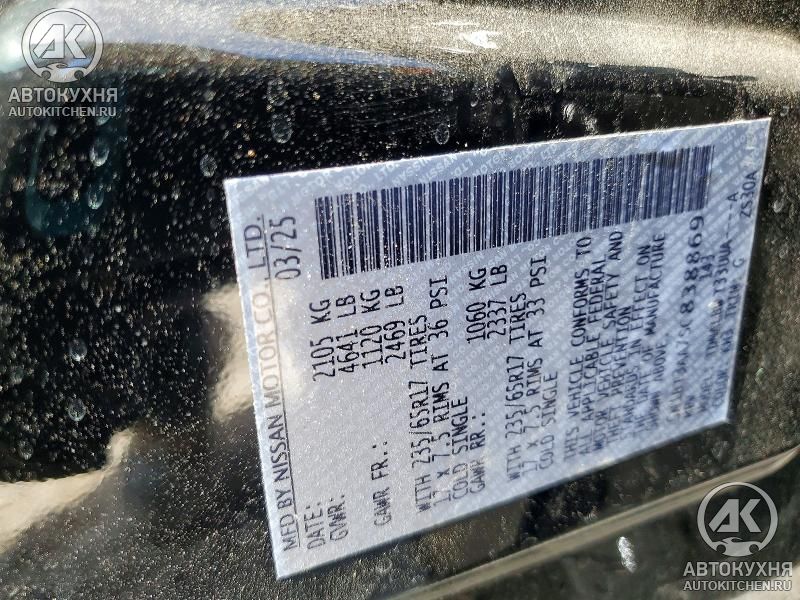 АВТОКУХНЯ
AUTOKITCHEN.RU
MFD BY NISSAN MOTOR CO., LTD.
DATE: 03/25
GVWR: 2105 KG
4641 LB
GAWR FR.: 1120 KG
2469 LB
WITH 235/65R17 TIRES
17 X 7.5 RIMS AT 36 PSI
COLD SINGLE
GAWR RR.: 1060 KG
2337 LB
WITH 235/65R17 TIRES
17 X 7.5 RIMS AT 33 PSI
COLD SINGLE
THIS VEHICLE CONFORMS TO
ALL APPLICABLE FEDERAL
MOTOR VEHICLE SAFETY AND
THEFT PREVENTION
STANDARDS IN EFFECT ON
THE DATE OF MANUFACTURE
SHOWN ABOVE
838869
A
G ZS30A
АВТОКУХНЯ
AUTOKITCHEN.RU